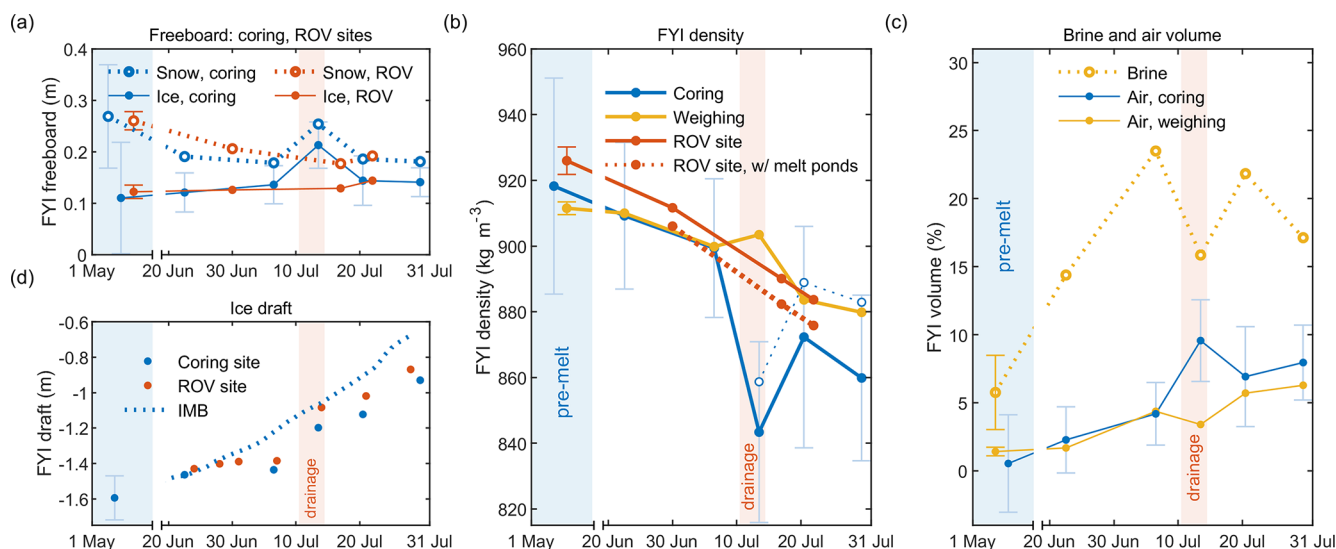 (a)
Freeboard: coring, ROV sites
FYI freeboard (m)
0.4
0.3
0.2
0.1
0
Snow, coring
Snow, ROV
Ice, coring
Ice, ROV
1 May
20 Jun
30 Jun
10 Jul
20 Jul
31 Jul
(d)
Ice draft
FYI draft (m)
-0.6
-0.8
-1
-1.2
-1.4
-1.6
Coring site
ROV site
IMB
drainage
1 May
20 Jun
30 Jun
10 Jul
20 Jul
31 Jul
(b)
FYI density
FYI density (kg m-3)
960
940
920
900
880
860
840
820
Coring
Weighing
ROV site
ROV site, w/ melt ponds
pre-melt
drainage
1 May
20 Jun
30 Jun
10 Jul
20 Jul
31 Jul
(c)
Brine and air volume
FYI volume (%)
30
25
20
15
10
5
0
Brine
Air, coring
Air, weighing
pre-melt
drainage
1 May
20 Jun
30 Jun
10 Jul
20 Jul
31 Jul